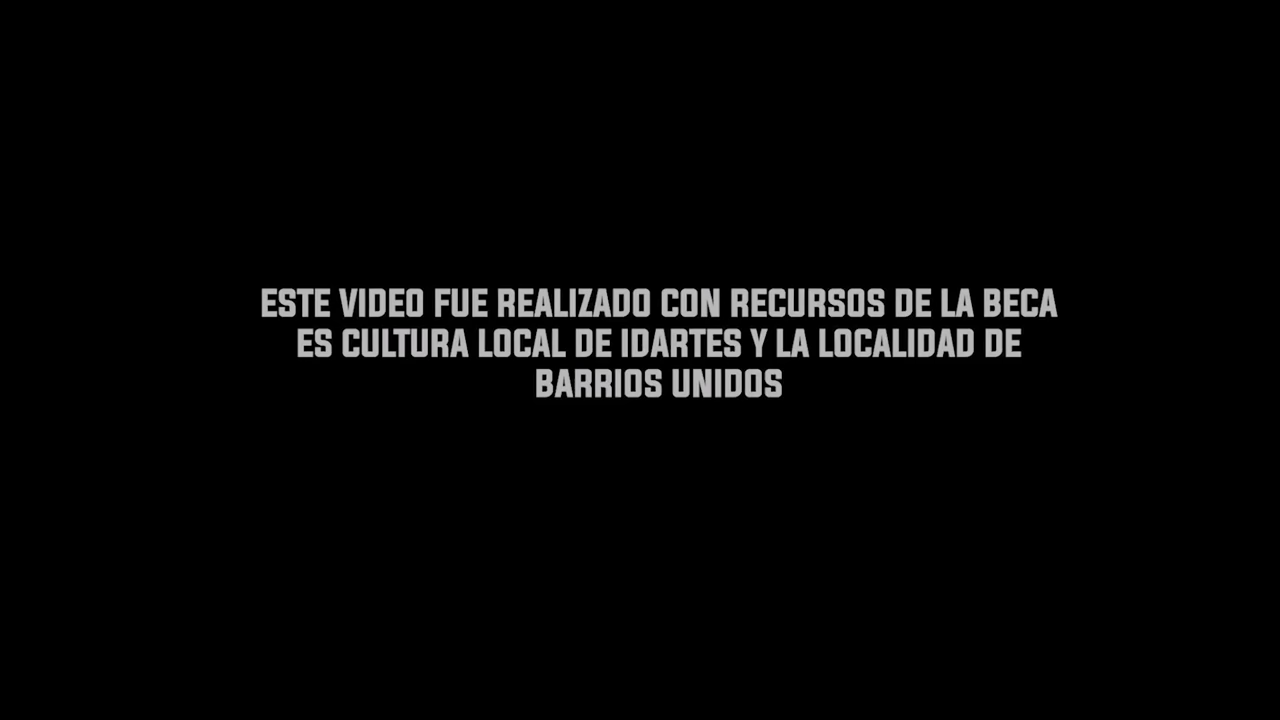 ESTE VIDEO FUE REALIZADO CON RECURSOS DE LA BECA
ES CULTURA LOCAL DE IDARTES Y LA LOCALIDAD DE
BARRIOS UNIDOS